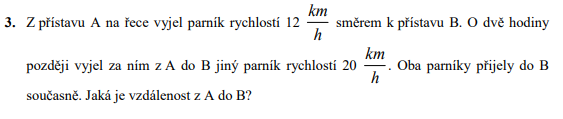 3. Z přístavu A na řece vyjel parník rychlostí 12 km/h směrem k přístavu B. O dvě hodiny
později vyjel za ním z A do B jiný parník rychlostí 20 km/h. Oba parníky přijely do B
současně. Jaká je vzdálenost z A do B?